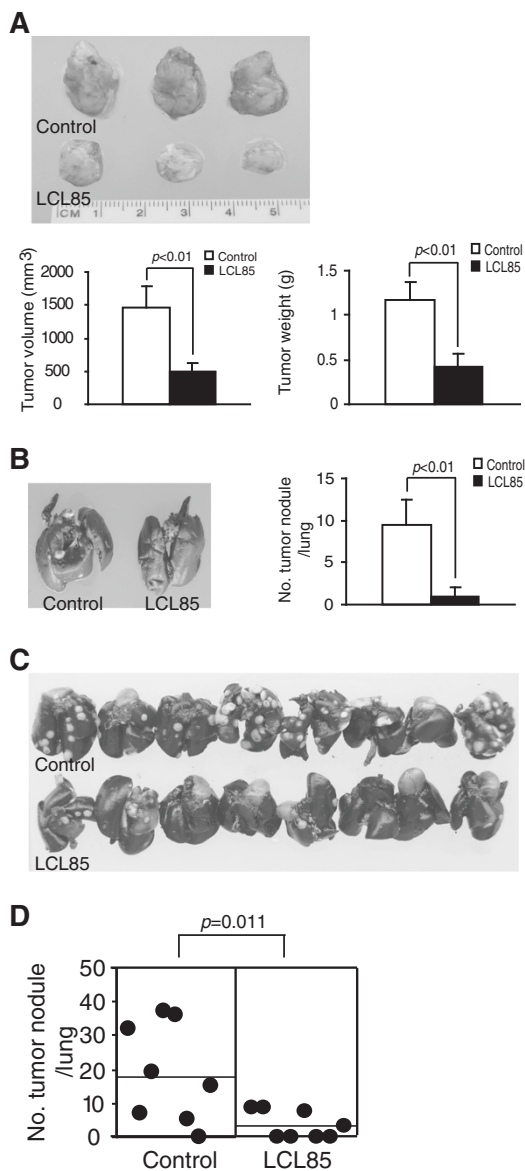 A
Control
LCL85
CM 1 2 3 4 5
Tumor volume (mm3)
2000
1500
1000
500
0
p<0.01
Control
LCL85
Tumor weight (g)
1.5
1
0.5
0
p<0.01
Control
LCL85
B
Control
LCL85
No. tumor nodule
/lung
15
10
5
0
p<0.01
Control
LCL85
C
Control
LCL85
D
p=0.011
No. tumor nodule
/lung
50
40
30
20
10
0
Control
LCL85